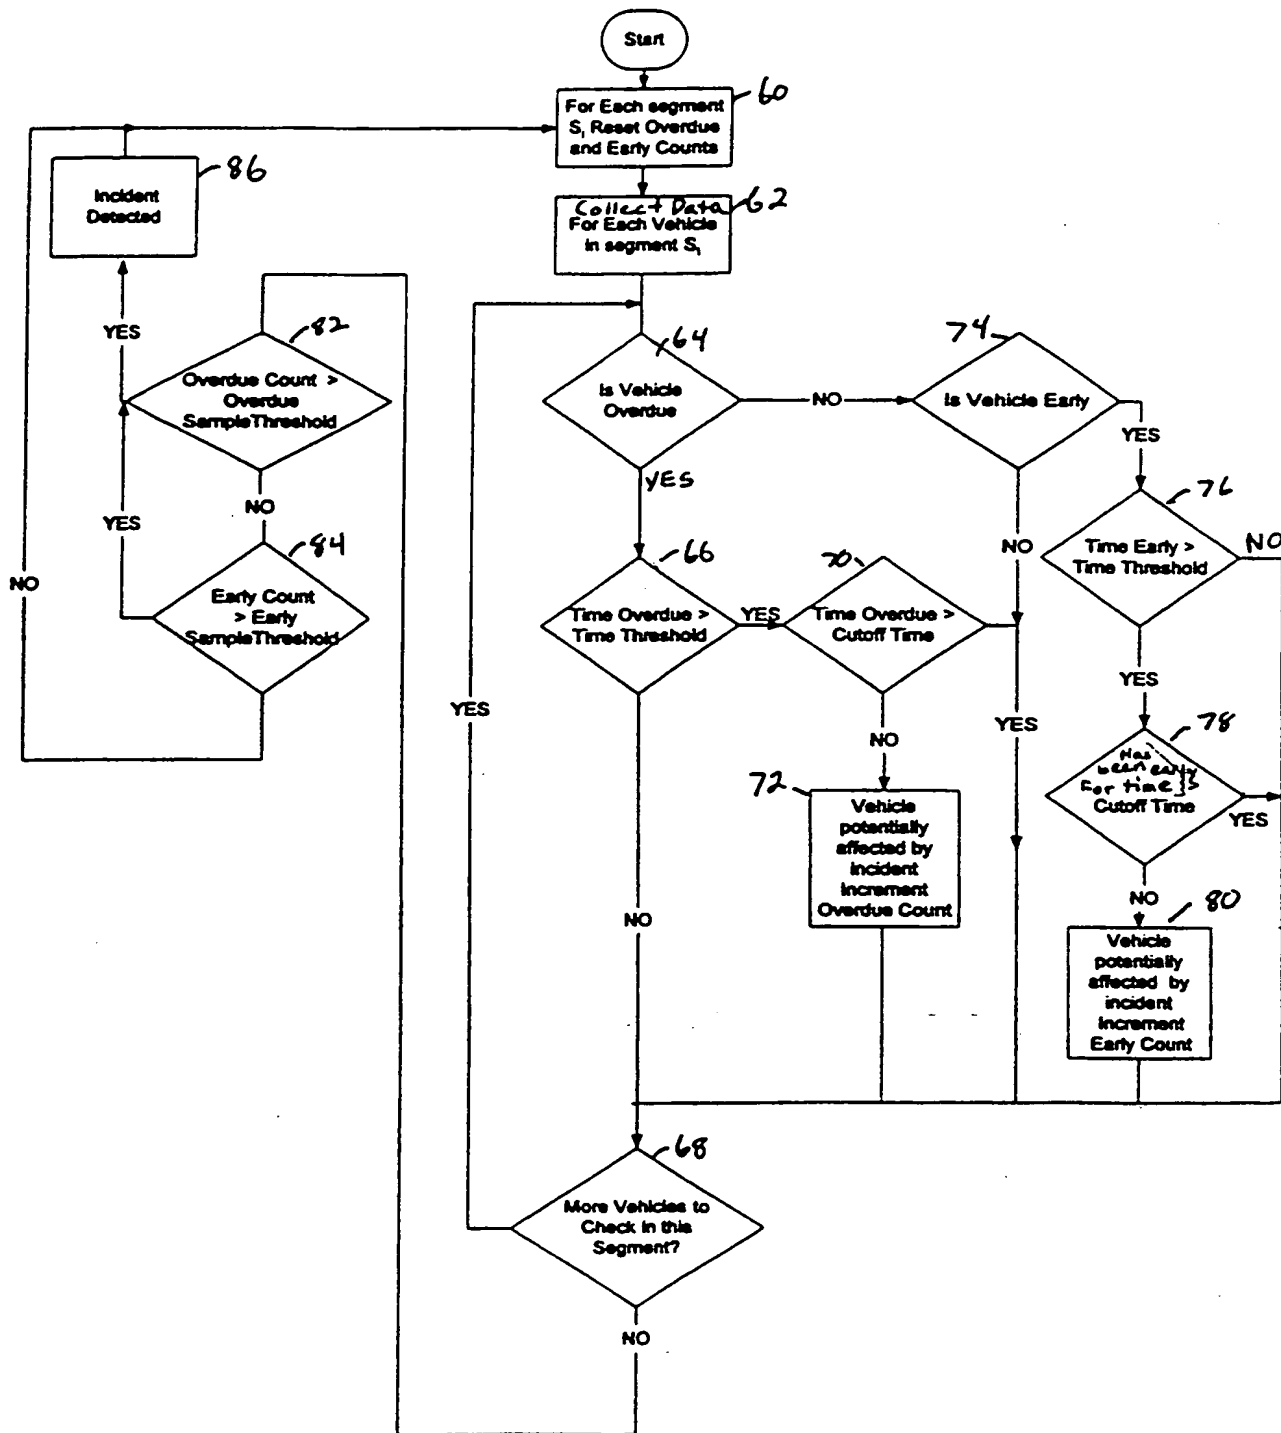 Start
For Each segment
Si Reset Overdue
and Early Counts
60
Collect Data
For Each Vehicle
in segment Si
62
Incident
Detected
86
YES
Overdue Count >
Overdue
SampleThreshold
82
NO
YES
Early Count
> Early
SampleThreshold
84
NO
Is Vehicle
Overdue
64
NO
Is Vehicle Early
74
YES
YES
NO
Time Early >
Time Threshold
76
NO
Time Overdue >
Time Threshold
66
YES
Time Overdue >
Cutoff Time
70
YES
YES
YES
NO
Has
been early
For time >
Cutoff Time
78
YES
72
Vehicle
potentially
affected by
incident
Increment
Overdue Count
NO
NO
80
Vehicle
potentially
affected by
incident
Increment
Early Count
More Vehicles to
Check in this
Segment?
68
NO